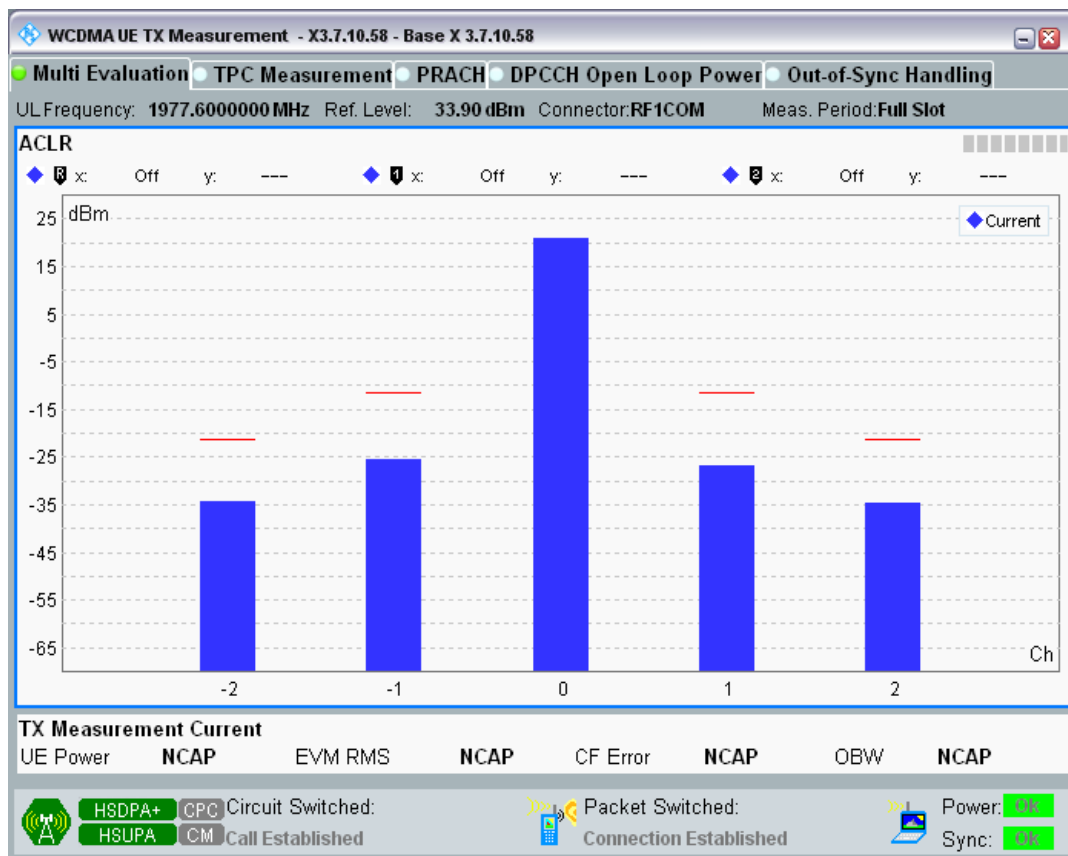 WCDMA UE TX Measurement - X3.7.10.58 - Base X 3.7.10.58
Multi Evaluation TPC Measurement PRACH DPCCH Open Loop Power Out-of-Sync Handling
UL Frequency: 1977.6000000 MHz Ref. Level: 33.90 dBm Connector:RF1COM Meas. Period:Full Slot
ACLR
R x: Off y: --- 1 x: Off y: --- 2 x: Off y: ---
dBm
Current
25
15
5
-5
-15
-25
-35
-45
-55
-65
Ch
-2 -1 0 1 2
TX Measurement Current
UE Power NCAP EVM RMS NCAP CF Error NCAP OBW NCAP
HSDPA+ CPC Circuit Switched: Packet Switched: Power: OK
HSUPA CM Call Established Connection Established Sync: OK